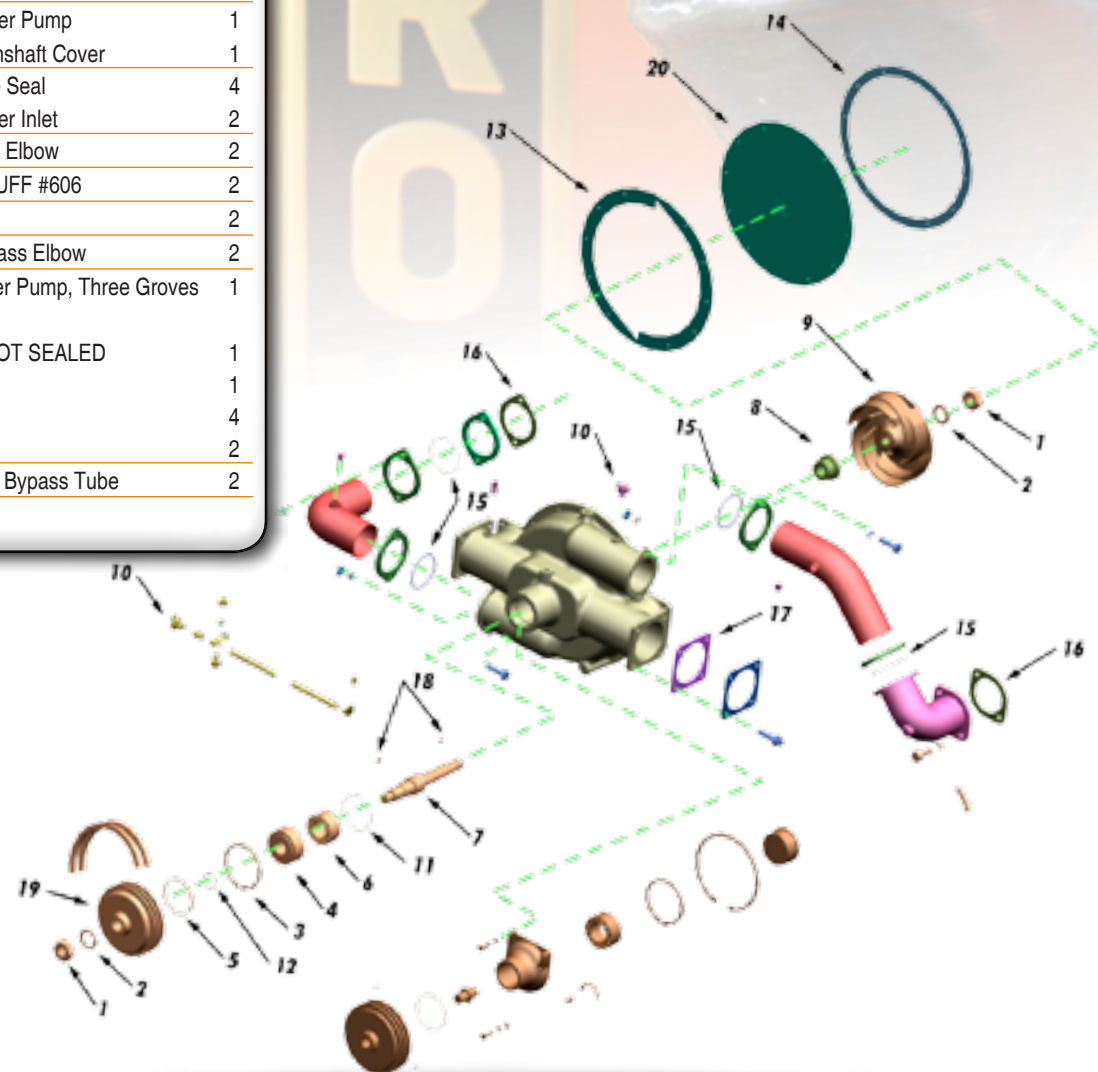 er Pump 1
nshaft Cover 1
Seal 4
er Inlet 2
Elbow 2
UFF #606 2
2
ass Elbow 2
er Pump, Three Groves 1
OT SEALED 1
1
4
2
Bypass Tube 2
R
O
14
20
13
9
16
8
15
10
1
2
15
10
17
15
16
18
7
11
6
19
4
3
5
12
2
1